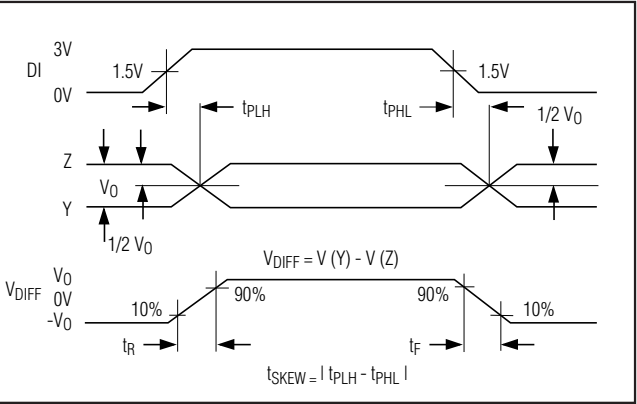 3V
DI
1.5V
1.5V
0V
tPLH
tPHL
1/2 VO
Z
VO
Y
1/2 VO
VDIFF = V (Y) - V (Z)
VO
VDIFF
0V
-VO
10%
90%
90%
10%
tR
tF
tSKEW = | tPLH - tPHL |